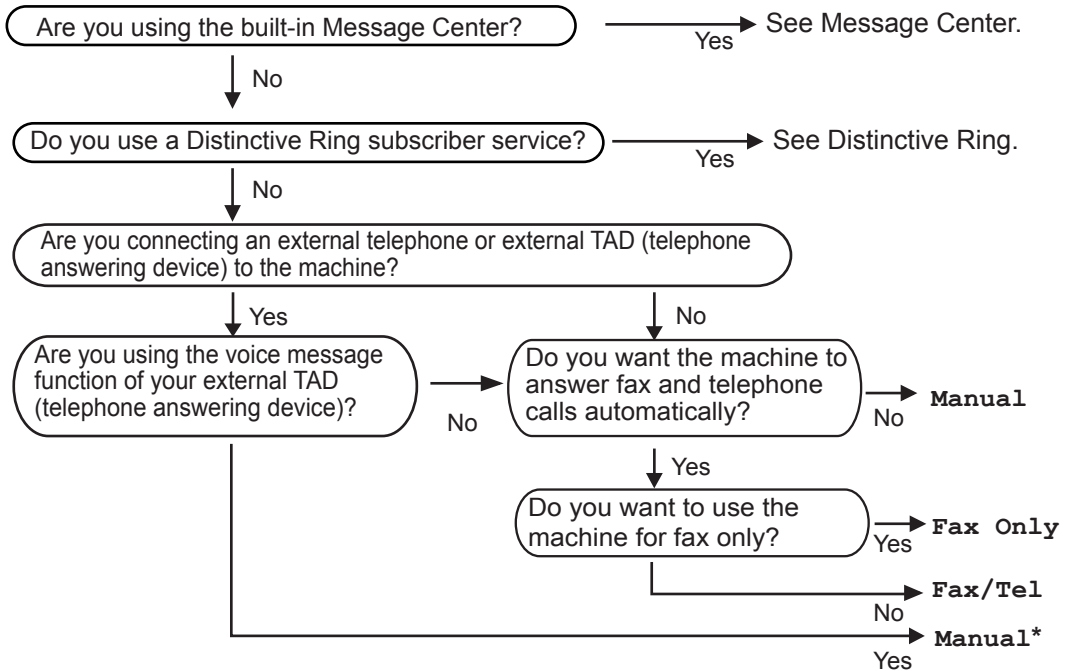 Are you using the built-in Message Center?
Yes
See Message Center.
No
Do you use a Distinctive Ring subscriber service?
Yes
See Distinctive Ring.
No
Are you connecting an external telephone or external TAD (telephone
answering device) to the machine?
Yes
No
Are you using the voice message
function of your external TAD
(telephone answering device)?
No
Do you want the machine to
answer fax and telephone
calls automatically?
No
Manual
Yes
Do you want to use the
machine for fax only?
Yes
Fax Only
No
Fax/Tel
Yes
Manual*